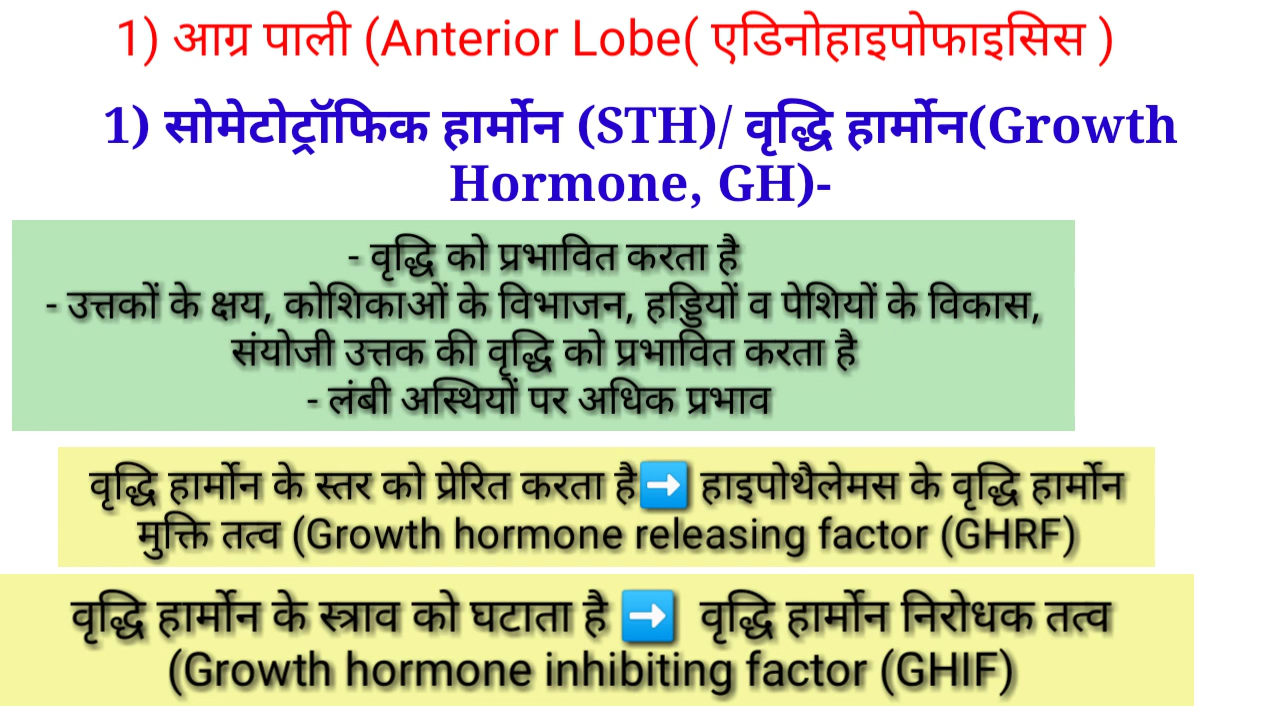 1) आग्र पाली (Anterior Lobe( एडिनोहाइपोफाइसिस )
1) सोमेटोट्रॉफिक हार्मोन (STH)/ वृद्धि हार्मोन(Growth
Hormone, GH)-
- वृद्धि को प्रभावित करता है
- उत्तकों के क्षय, कोशिकाओं के विभाजन, हड्डियों व पेशियों के विकास,
संयोजी उत्तक की वृद्धि को प्रभावित करता है
- लंबी अस्थियों पर अधिक प्रभाव
वृद्धि हार्मोन के स्तर को प्रेरित करता है➡️ हाइपोथैलेमस के वृद्धि हार्मोन
मुक्ति तत्व (Growth hormone releasing factor (GHRF)
वृद्धि हार्मोन के स्त्राव को घटाता है ➡️ वृद्धि हार्मोन निरोधक तत्व
(Growth hormone inhibiting factor (GHIF)